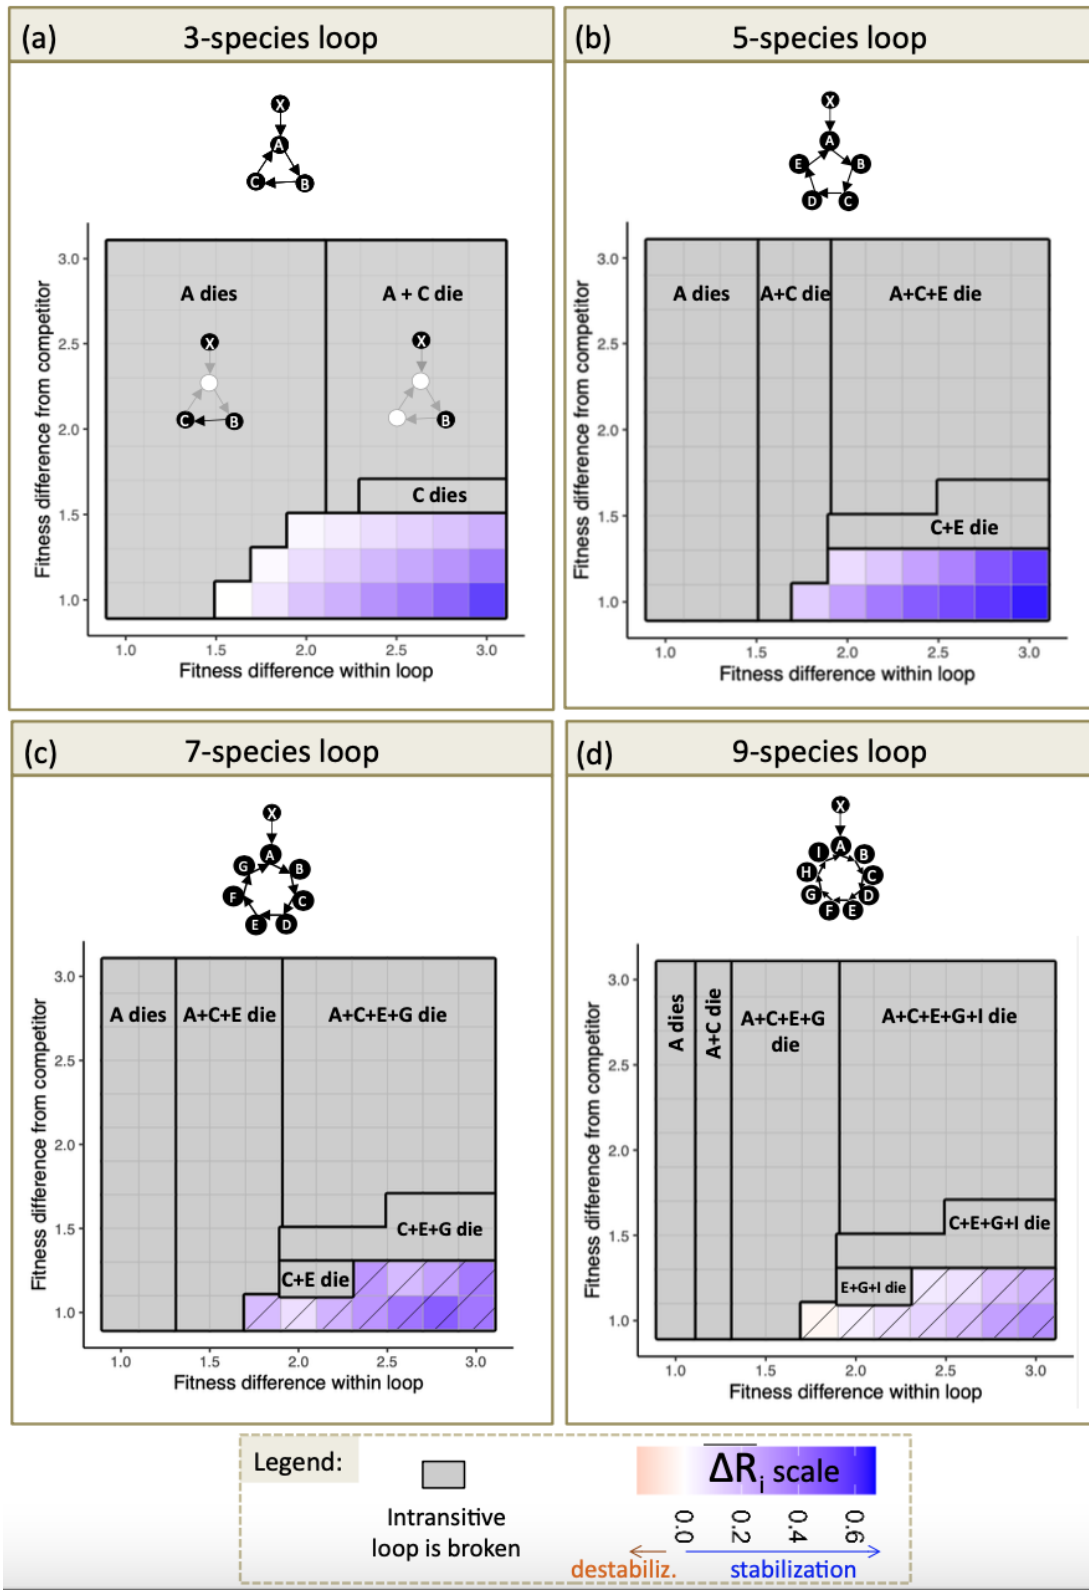 (a) 3-species loop
X
A
C B
Fitness difference from competitor
3.0
2.5
2.0
1.5
1.0
A dies
A + C die
X
C B
X
B
C dies
1.0 1.5 2.0 2.5 3.0
Fitness difference within loop
(b) 5-species loop
X
A
E B
D C
Fitness difference from competitor
3.0
2.5
2.0
1.5
1.0
A dies
A+C die
A+C+E die
C+E die
1.0 1.5 2.0 2.5 3.0
Fitness difference within loop
(c) 7-species loop
X
A
G B
F C
E D
Fitness difference from competitor
3.0
2.5
2.0
1.5
1.0
A dies
A+C+E die
A+C+E+G die
C+E+G die
C+E die
1.0 1.5 2.0 2.5 3.0
Fitness difference within loop
(d) 9-species loop
X
A
I B
H C
G D
F E
Fitness difference from competitor
3.0
2.5
2.0
1.5
1.0
A dies
A+C die
A+C+E+G
die
A+C+E+G+I die
C+E+G+I die
E+G+I die
1.0 1.5 2.0 2.5 3.0
Fitness difference within loop
Legend:
Intransitive
loop is broken
ΔRi scale
0.0 0.2 0.4 0.6
destabiliz. stabilization